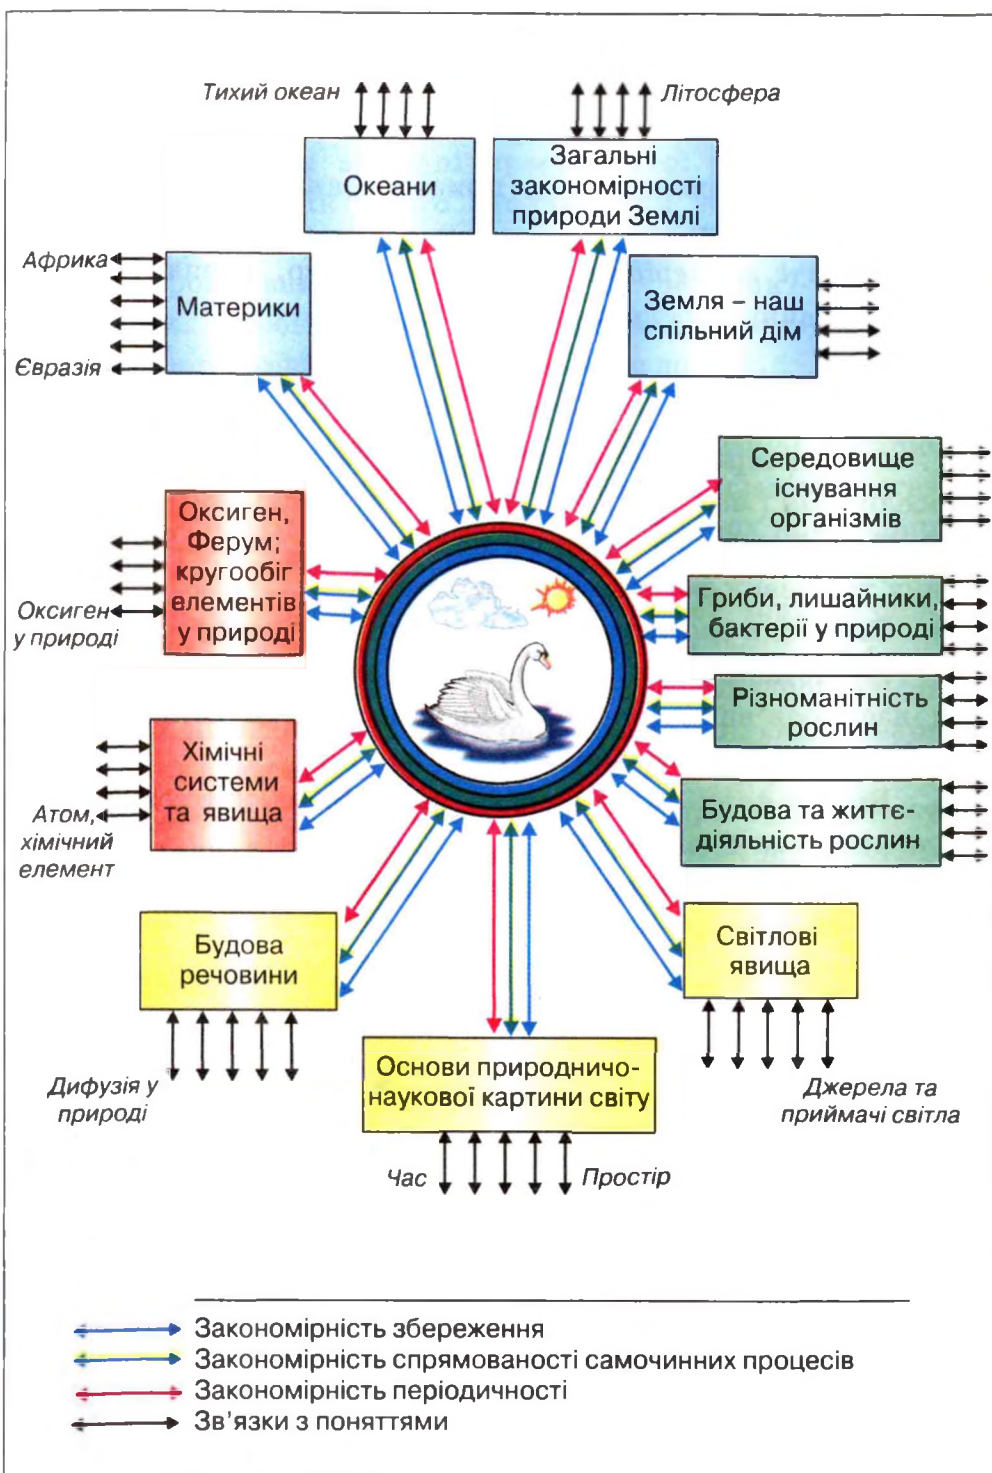 Тихий океан
Літосфера
Океани
Загальні
закономірності
природи Землі
Африка
Материки
Євразія
Земля – наш
спільний дім
Середовище
існування
організмів
Оксиген,
Ферум;
кругообіг
елементів
у природі
Оксиген
у природі
Гриби, лишайники,
бактерії у природі
Різноманітність
рослин
Хімічні
системи
та явища
Атом,
хімічний
елемент
Будова та життє-
діяльність рослин
Будова
речовини
Світлові
явища
Дифузія у
природі
Основи природничо-
наукової картини світу
Джерела та
приймачі світла
Час
Простір
Закономірність збереження
Закономірність спрямованості самочинних процесів
Закономірність періодичності
Зв'язки з поняттями